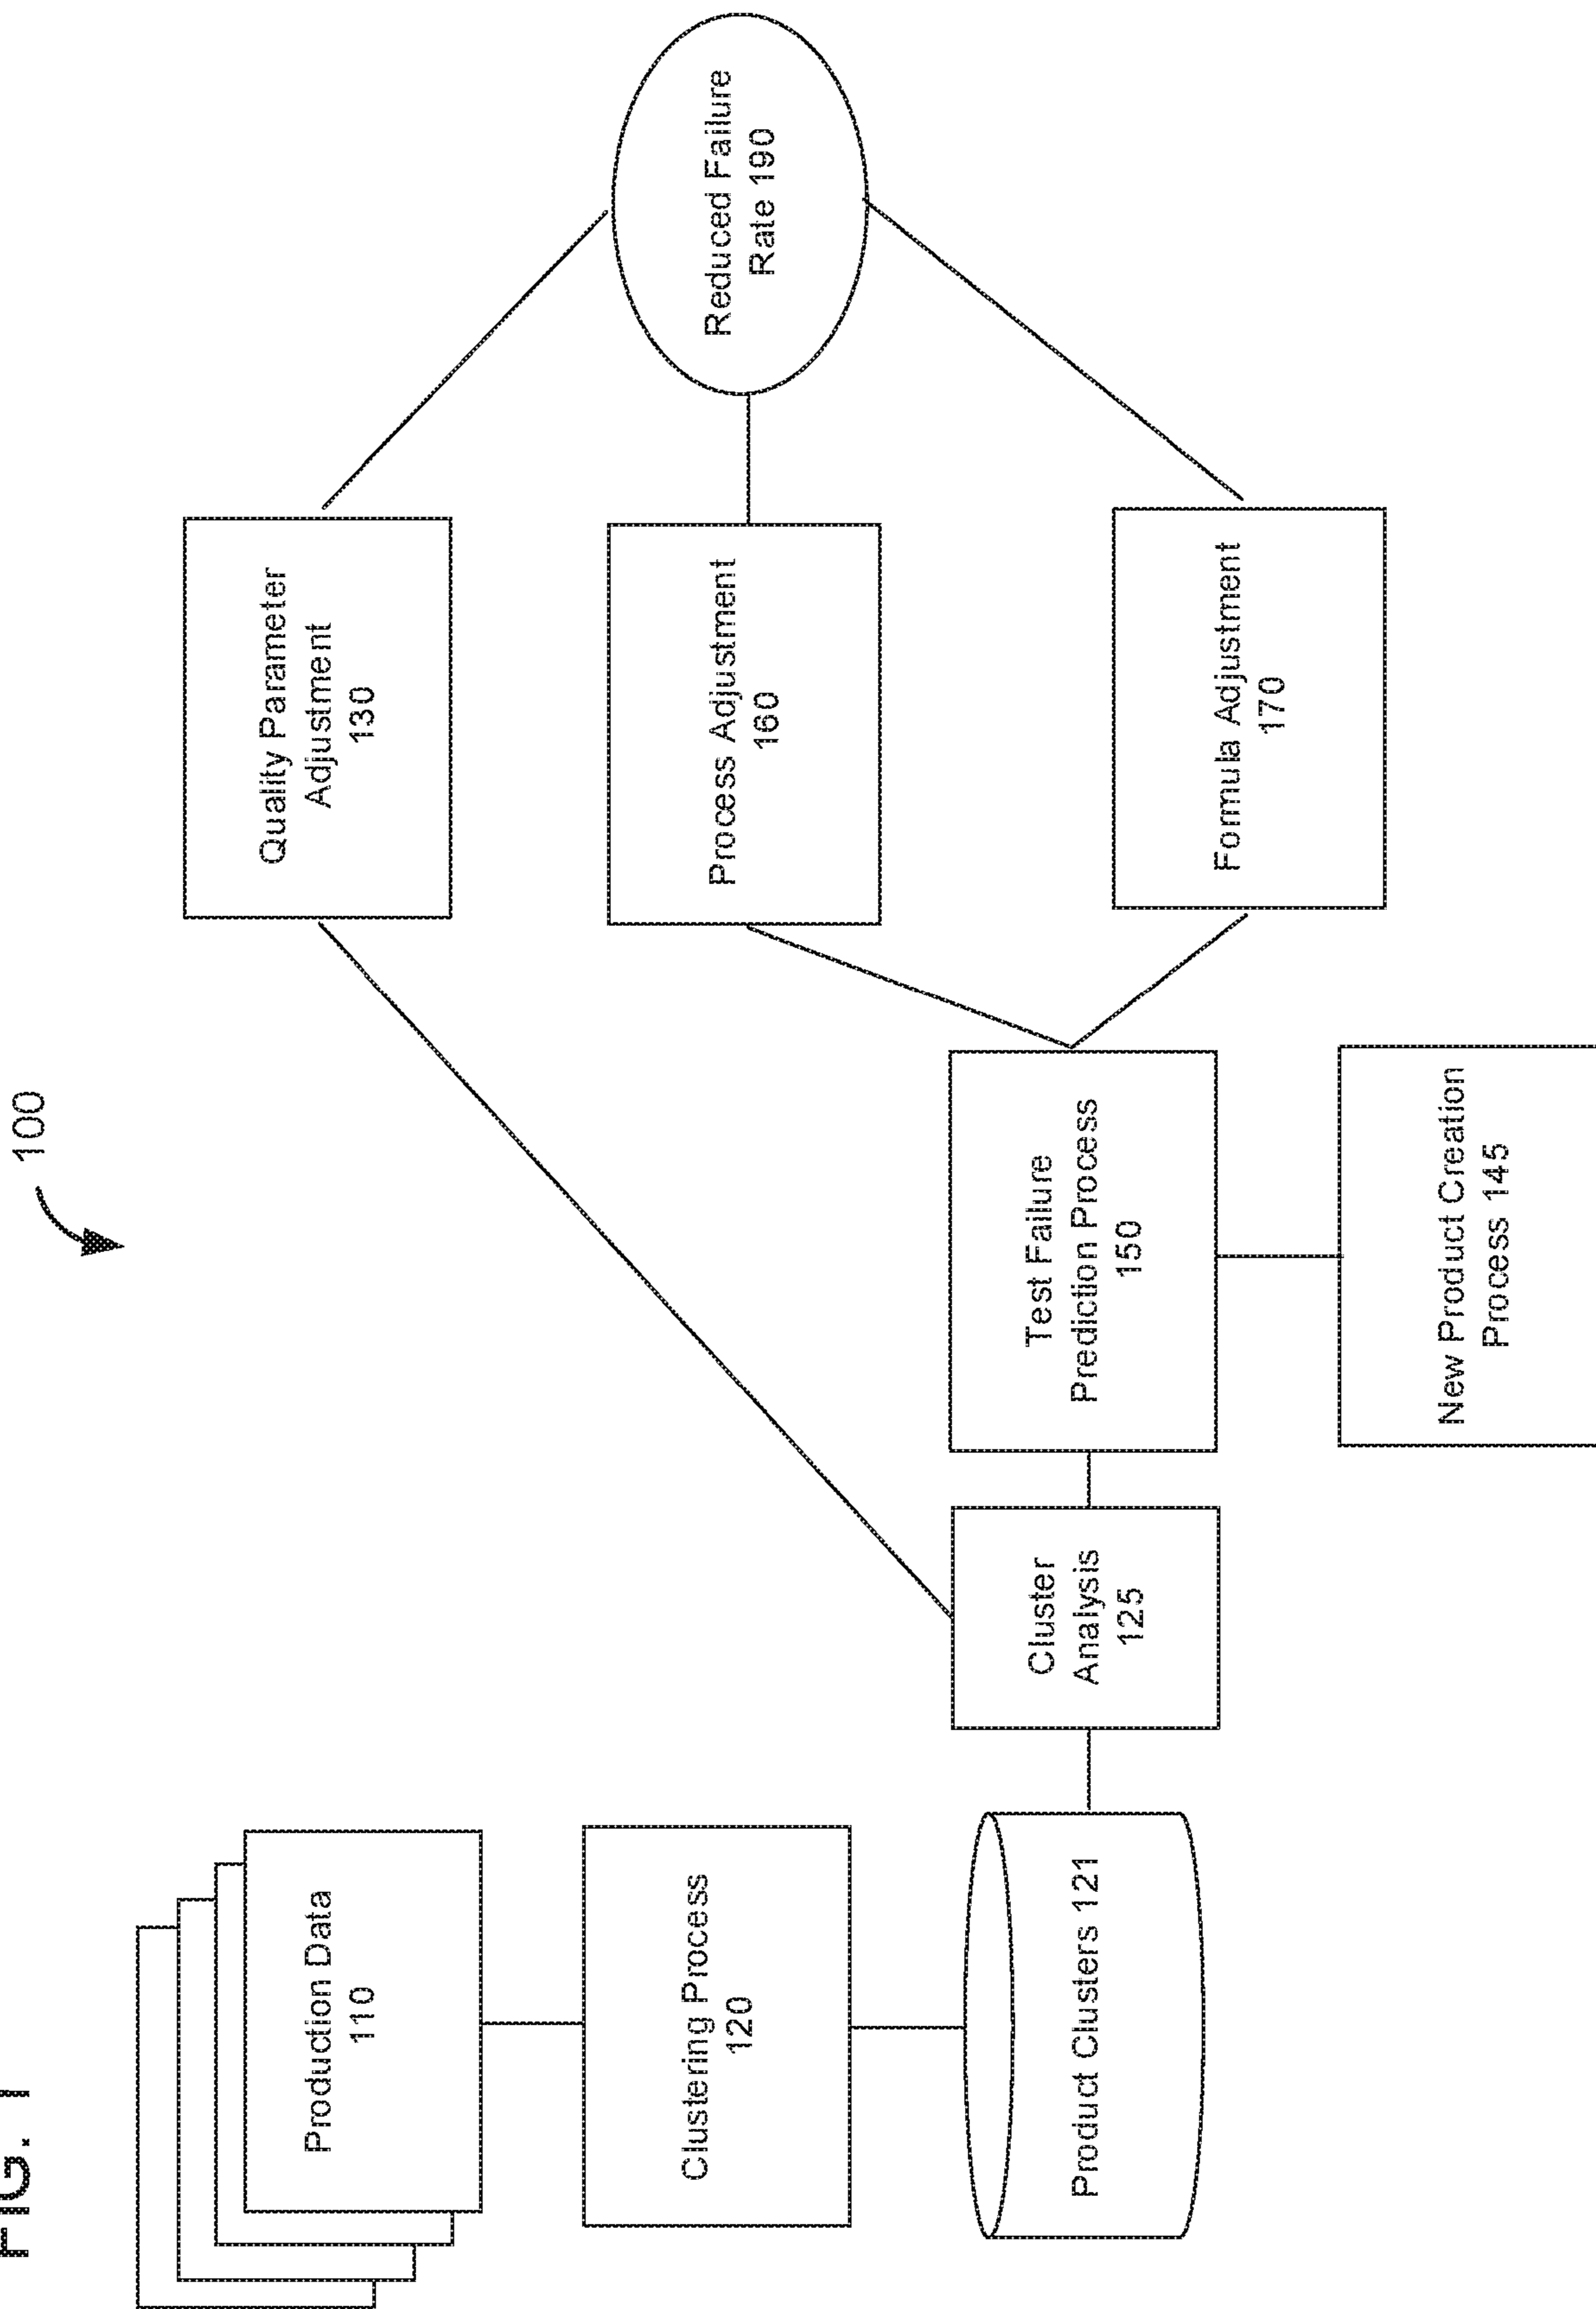 FIG. 1
100
Production Data
110
Clustering Process
120
Product Clusters 121
Cluster
Analysis
125
Test Failure
Prediction Process
150
New Product Creation
Process 145
Quality Parameter
Adjustment
130
Process Adjustment
160
Formula Adjustment
170
Reduced Failure
Rate 190